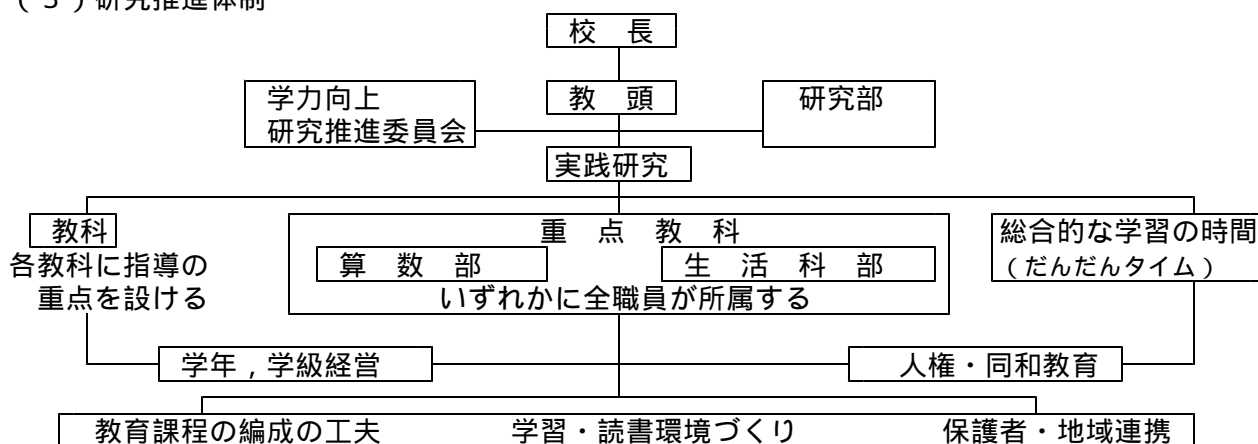 (3)研究推進体制
校 長
学力向上
研究推進委員会
教 頭
研究部
実践研究
教科
各教科に指導の
重点を設ける
重 点 教 科
算 数 部
生 活 科 部
いずれかに全職員が所属する
総合的な学習の時間
(だんだんタイム)
学年,学級経営
人権・同和教育
教育課程の編成の工夫 学習・読書環境づくり 保護者・地域連携